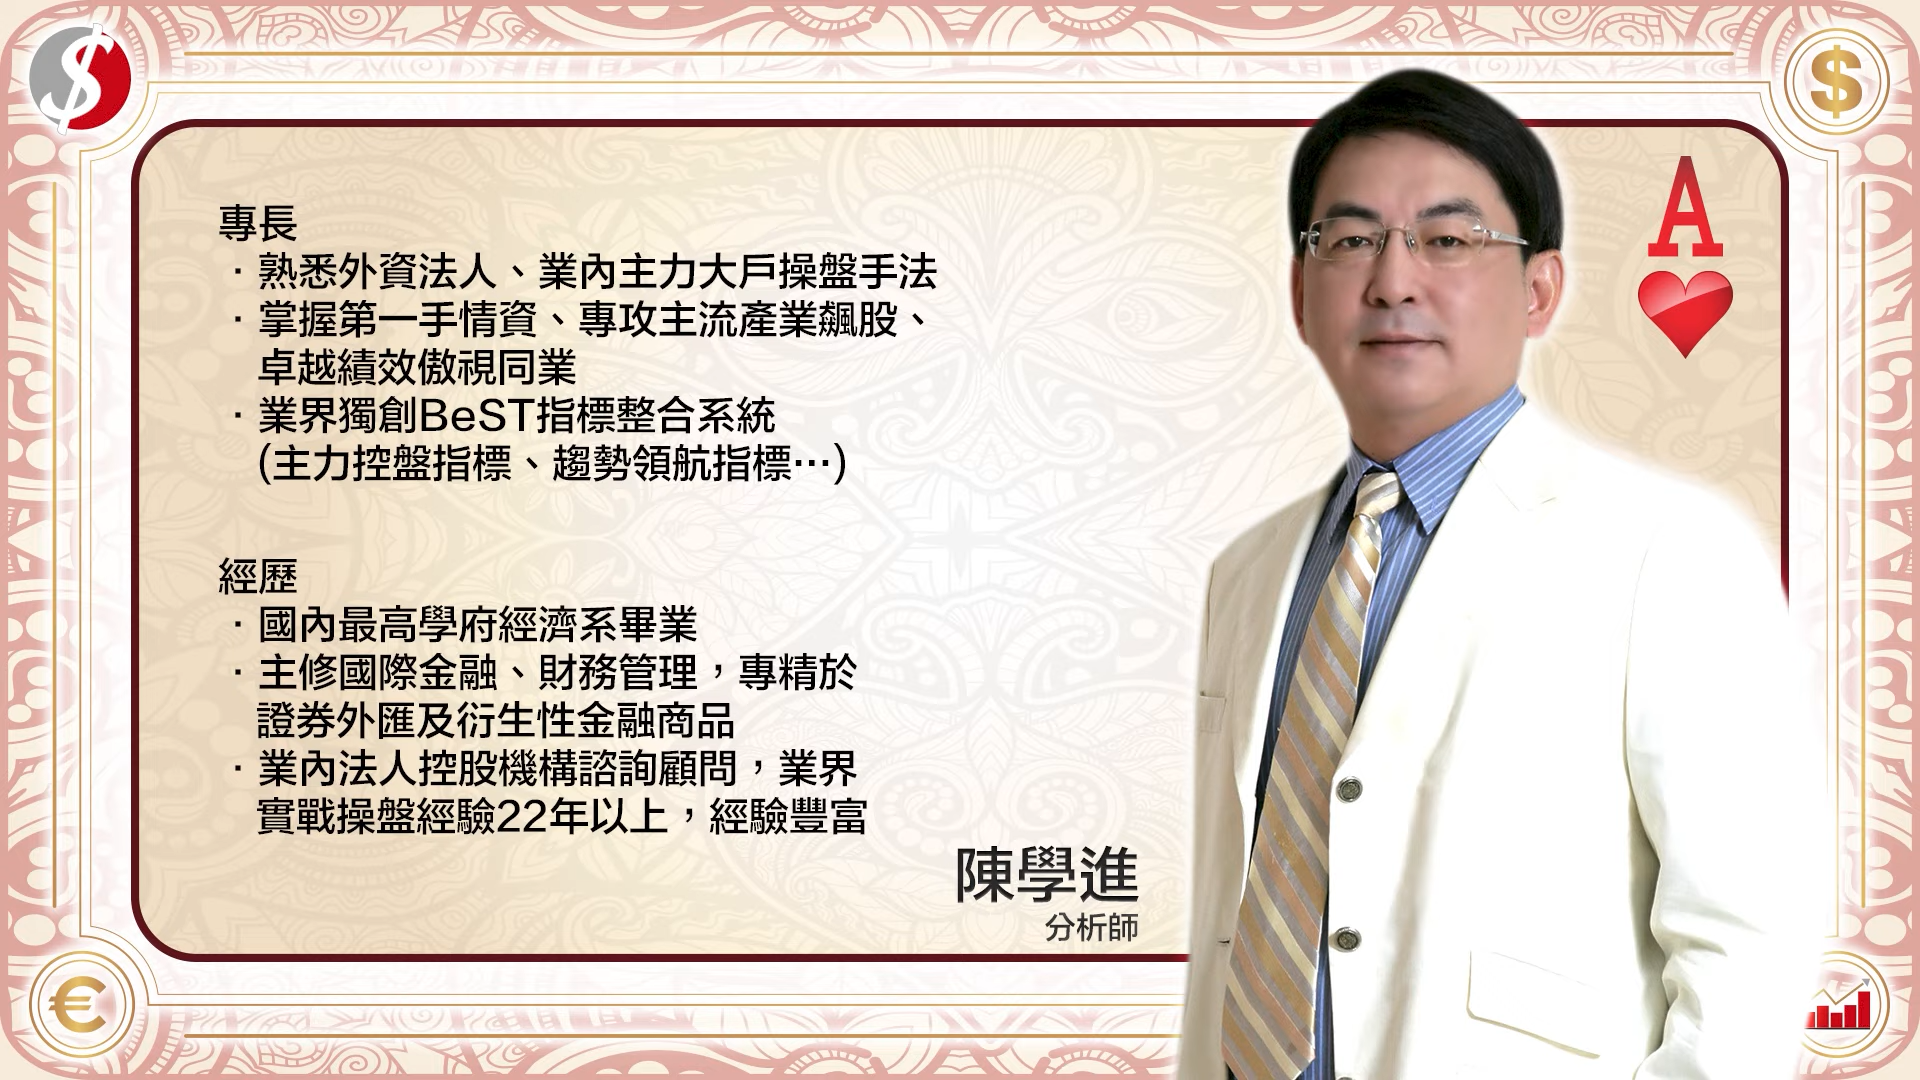 專長
·熟悉外資法人、業內主力大戶操盤手法
·掌握第一手情資、專攻主流產業飆股、
卓越績效傲視同業
·業界獨創BeST指標整合系統
(主力控盤指標、趨勢領航指標…)
經歷
·國內最高學府經濟系畢業
·主修國際金融、財務管理，專精於
證券外匯及衍生性金融商品
·業內法人控股機構諮詢顧問，業界
實戰操盤經驗22年以上，經驗豐富
陳學進
分析師
A
$
$
€